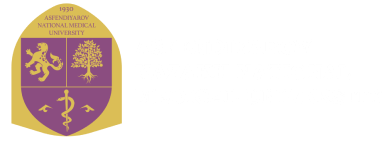 1930
ASFENDIYAROV
NATIONAL MEDICAL
UNIVERSITY